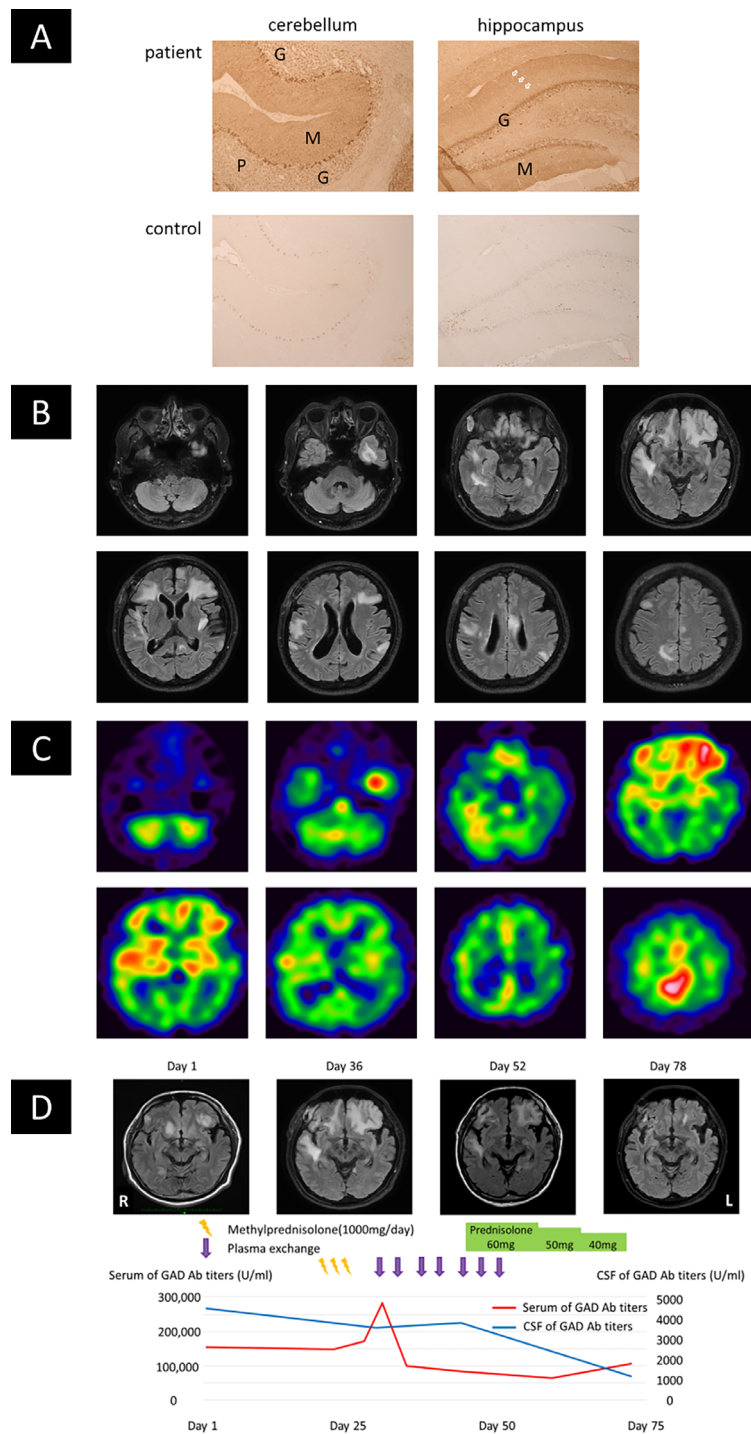 A
cerebellum
hippocampus
patient
G
M
P
G
G
M
control
B
C
Day 1
Day 36
Day 52
Day 78
D
R
L
Methylprednisolone(1000mg/day)
Plasma exchange
Prednisolone
60mg
50mg
40mg
Serum of GAD Ab titers (U/ml)
CSF of GAD Ab titers (U/ml)
300,000
200,000
100,000
0
Serum of GAD Ab titers
CSF of GAD Ab titers
5000
4000
3000
2000
1000
0
Day 1
Day 25
Day 50
Day 75